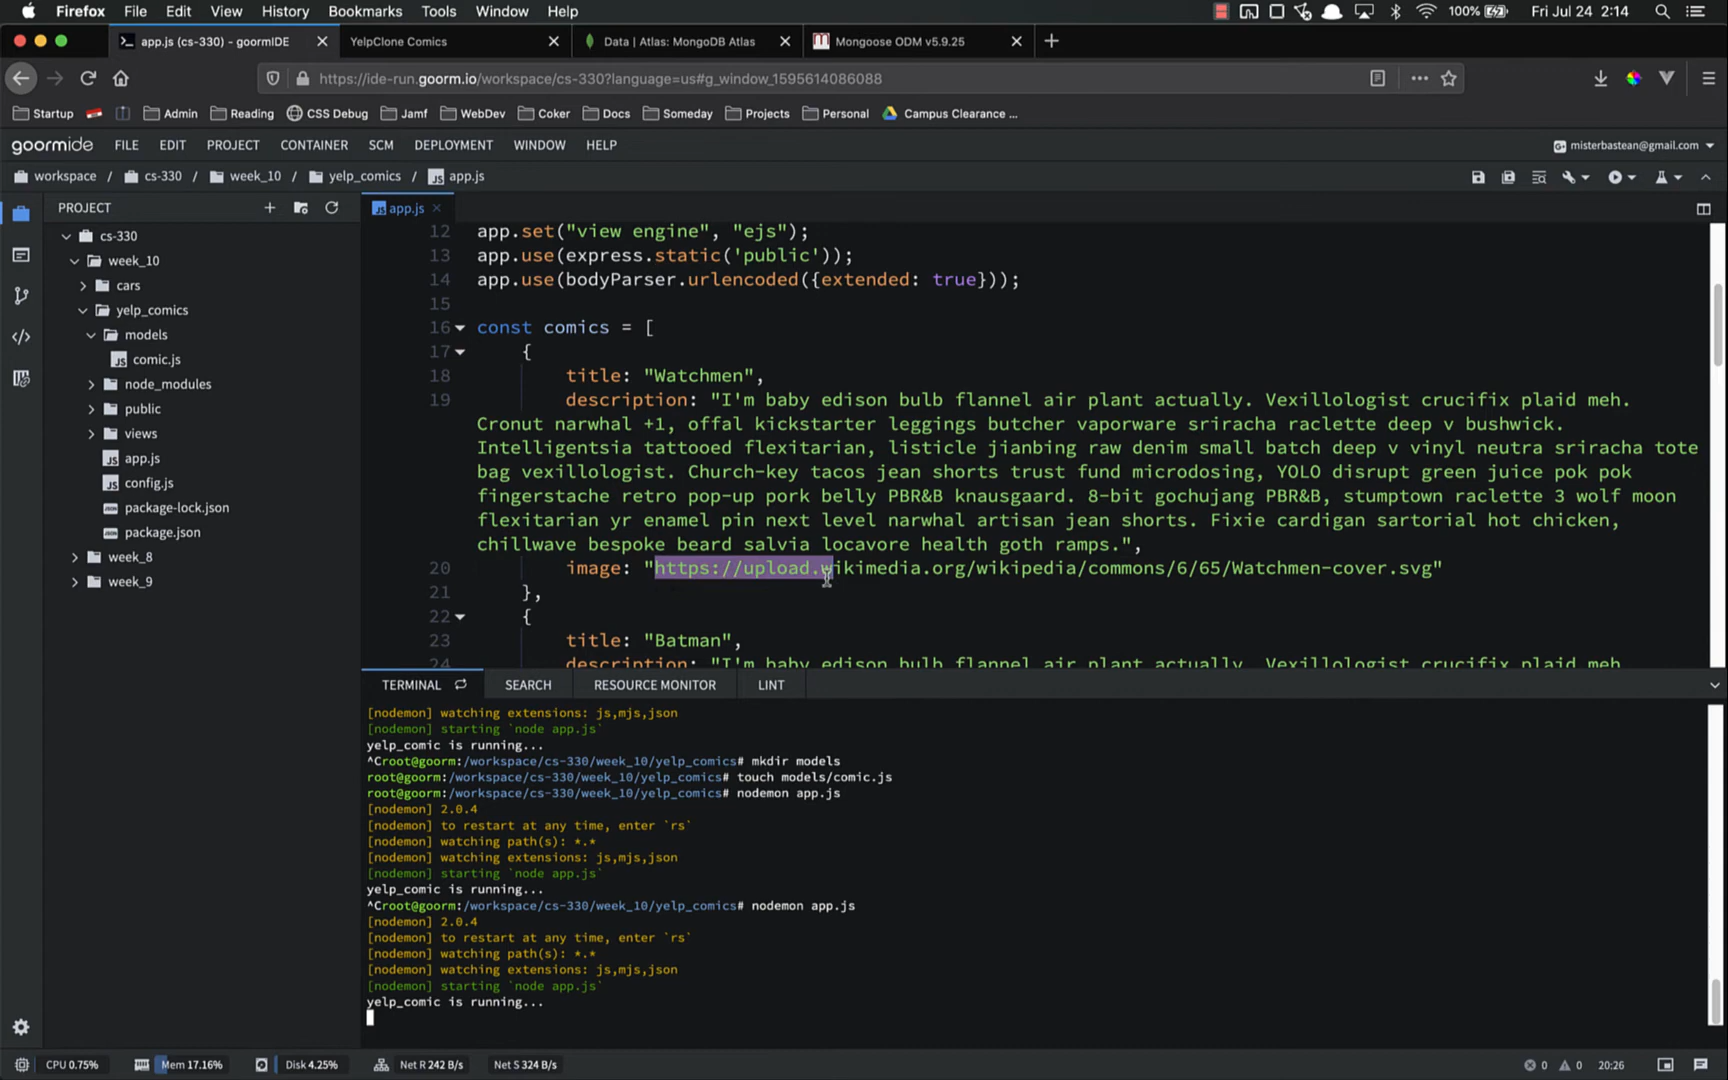 Firefox File Edit View History Bookmarks Tools Window Help 100% Fri Jul 24 2:14
app.js (cs-330) - goormIDE YelpClone Comics Data | Atlas: MongoDB Atlas Mongoose ODM v5.9.25
https://ide-run.goorm.io/workspace/cs-330?language=us#g_window_1595614086088
Startup Admin Reading CSS Debug Jamf WebDev Coker Docs Someday Projects Personal Campus Clearance ...
goormide FILE EDIT PROJECT CONTAINER SCM DEPLOYMENT WINDOW HELP misterbastean@gmail.com
workspace / cs-330 / week_10 / yelp_comics / app.js
PROJECT
cs-330
week_10
cars
yelp_comics
models
comic.js
node_modules
public
views
app.js
config.js
package-lock.json
package.json
week_8
week_9
app.js
12 app.set("view engine", "ejs");
13 app.use(express.static('public'));
14 app.use(bodyParser.urlencoded({extended: true}));
15
16 const comics = [
17 {
18 title: "Watchmen",
19 description: "I'm baby edison bulb flannel air plant actually. Vexillologist crucifix plaid meh.
Cronut narwhal +1, offal kickstarter leggings butcher vaporware sriracha raclette deep v bushwick.
Intelligentsia tattooed flexitarian, listicle jianbing raw denim small batch deep v vinyl neutra sriracha tote
bag vexillologist. Church-key tacos jean shorts trust fund microdosing, YOLO disrupt green juice pok pok
fingerstache retro pop-up pork belly PBR&B knausgaard. 8-bit gochujang PBR&B, stumptown raclette 3 wolf moon
flexitarian yr enamel pin next level narwhal artisan jean shorts. Fixie cardigan sartorial hot chicken,
chillwave bespoke beard salvia locavore health goth ramps.",
20 image: "https://upload.wikimedia.org/wikipedia/commons/6/65/Watchmen-cover.svg"
21 },
22 {
23 title: "Batman",
24 description: "I'm baby edison bulb flannel air plant actually. Vexillologist crucifix plaid meh.
TERMINAL SEARCH RESOURCE MONITOR LINT
[nodemon] watching extensions: js,mjs,json
[nodemon] starting `node app.js`
yelp_comic is running...
^Croot@goorm:/workspace/cs-330/week_10/yelp_comics# mkdir models
root@goorm:/workspace/cs-330/week_10/yelp_comics# touch models/comic.js
root@goorm:/workspace/cs-330/week_10/yelp_comics# nodemon app.js
[nodemon] 2.0.4
[nodemon] to restart at any time, enter `rs`
[nodemon] watching path(s): *.*
[nodemon] watching extensions: js,mjs,json
[nodemon] starting `node app.js`
yelp_comic is running...
^Croot@goorm:/workspace/cs-330/week_10/yelp_comics# nodemon app.js
[nodemon] 2.0.4
[nodemon] to restart at any time, enter `rs`
[nodemon] watching path(s): *.*
[nodemon] watching extensions: js,mjs,json
[nodemon] starting `node app.js`
yelp_comic is running...
CPU 0.75% Mem 17.16% Disk 4.25% Net R 242 B/s Net S 324 B/s 0 0 20:26